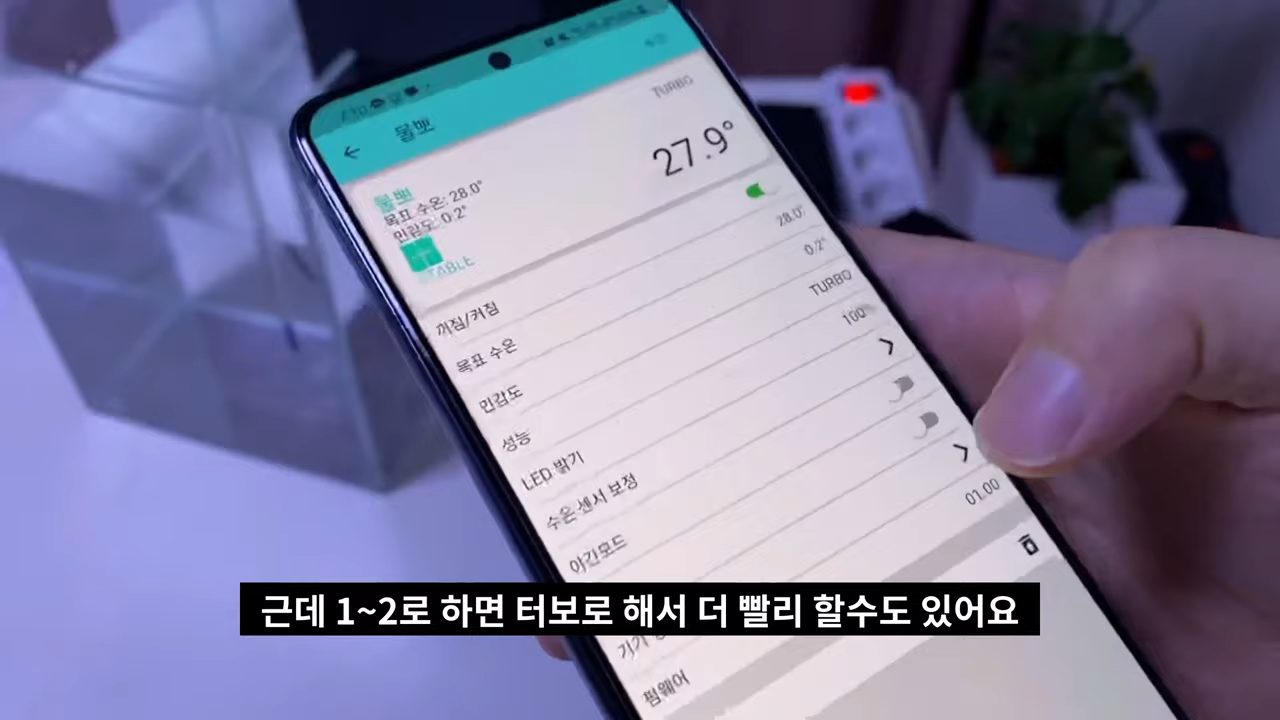 물뽀
TURBO
27.9°
물뽀
목표 수온: 28.0°
민감도: 0.2°
TABLE
꺼짐/켜짐
목표 수온 28.0°
민감도 0.2°
성능 TURBO
LED 밝기 100
수온 센서 보정
야간모드
펌웨어 01.00
근데 1~2로 하면 터보로 해서 더 빨리 할수도 있어요